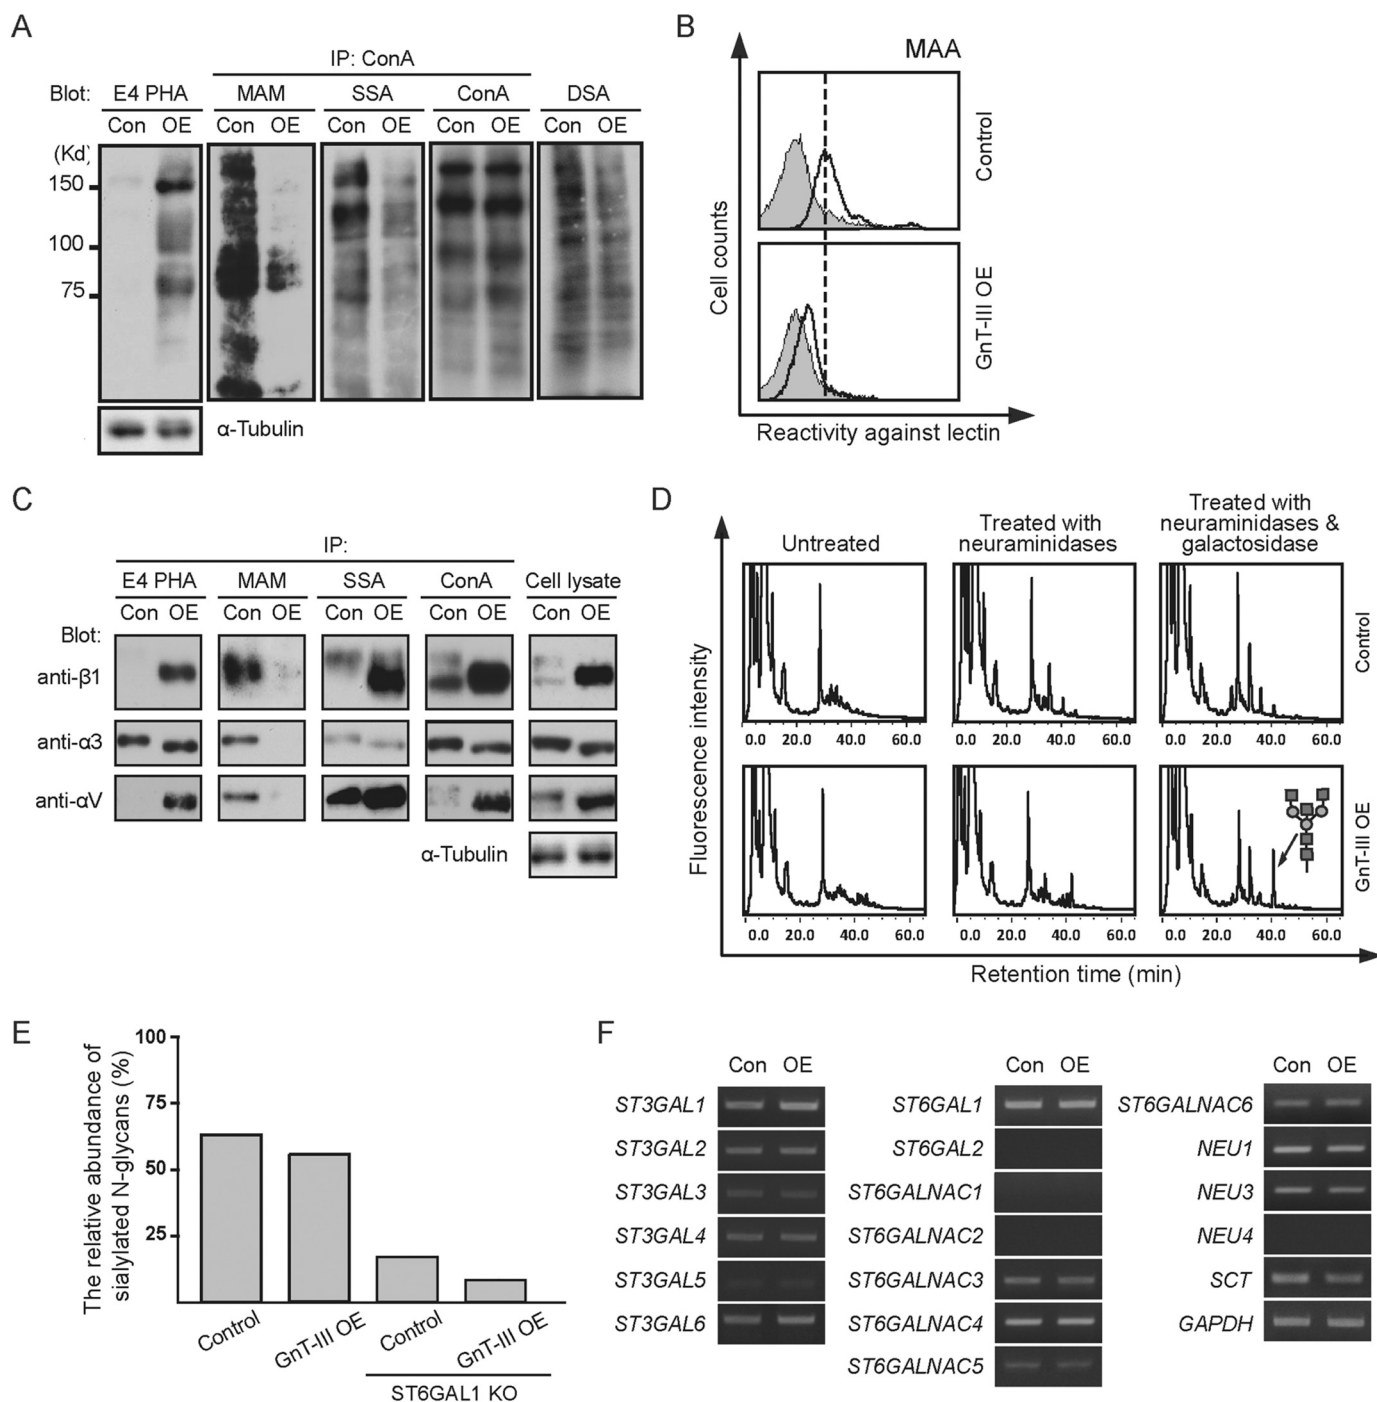 A
IP: ConA
Blot: E4 PHA MAM SSA ConA DSA
Con OE Con OE Con OE Con OE Con OE
(Kd)
150
100
75
α-Tubulin
B
MAA
Control
GnT-III OE
Cell counts
Reactivity against lectin
C
IP:
E4 PHA MAM SSA ConA Cell lysate
Con OE Con OE Con OE Con OE Con OE
Blot:
anti-β1
anti-α3
anti-αV
α-Tubulin
D
Untreated
Treated with
neuraminidases
Treated with
neuraminidases &
galactosidase
Control
0.0 20.0 40.0 60.0 0.0 20.0 40.0 60.0 0.0 20.0 40.0 60.0
GnT-III OE
0.0 20.0 40.0 60.0 0.0 20.0 40.0 60.0 0.0 20.0 40.0 60.0
Fluorescence intensity
Retention time (min)
E
The relative abundance of
sialylated N-glycans (%)
100
75
50
25
Control
GnT-III OE
Control
GnT-III OE
ST6GAL1 KO
F
Con OE
ST3GAL1
ST3GAL2
ST3GAL3
ST3GAL4
ST3GAL5
ST3GAL6
Con OE
ST6GAL1
ST6GAL2
ST6GALNAC1
ST6GALNAC2
ST6GALNAC3
ST6GALNAC4
ST6GALNAC5
Con OE
ST6GALNAC6
NEU1
NEU3
NEU4
SCT
GAPDH